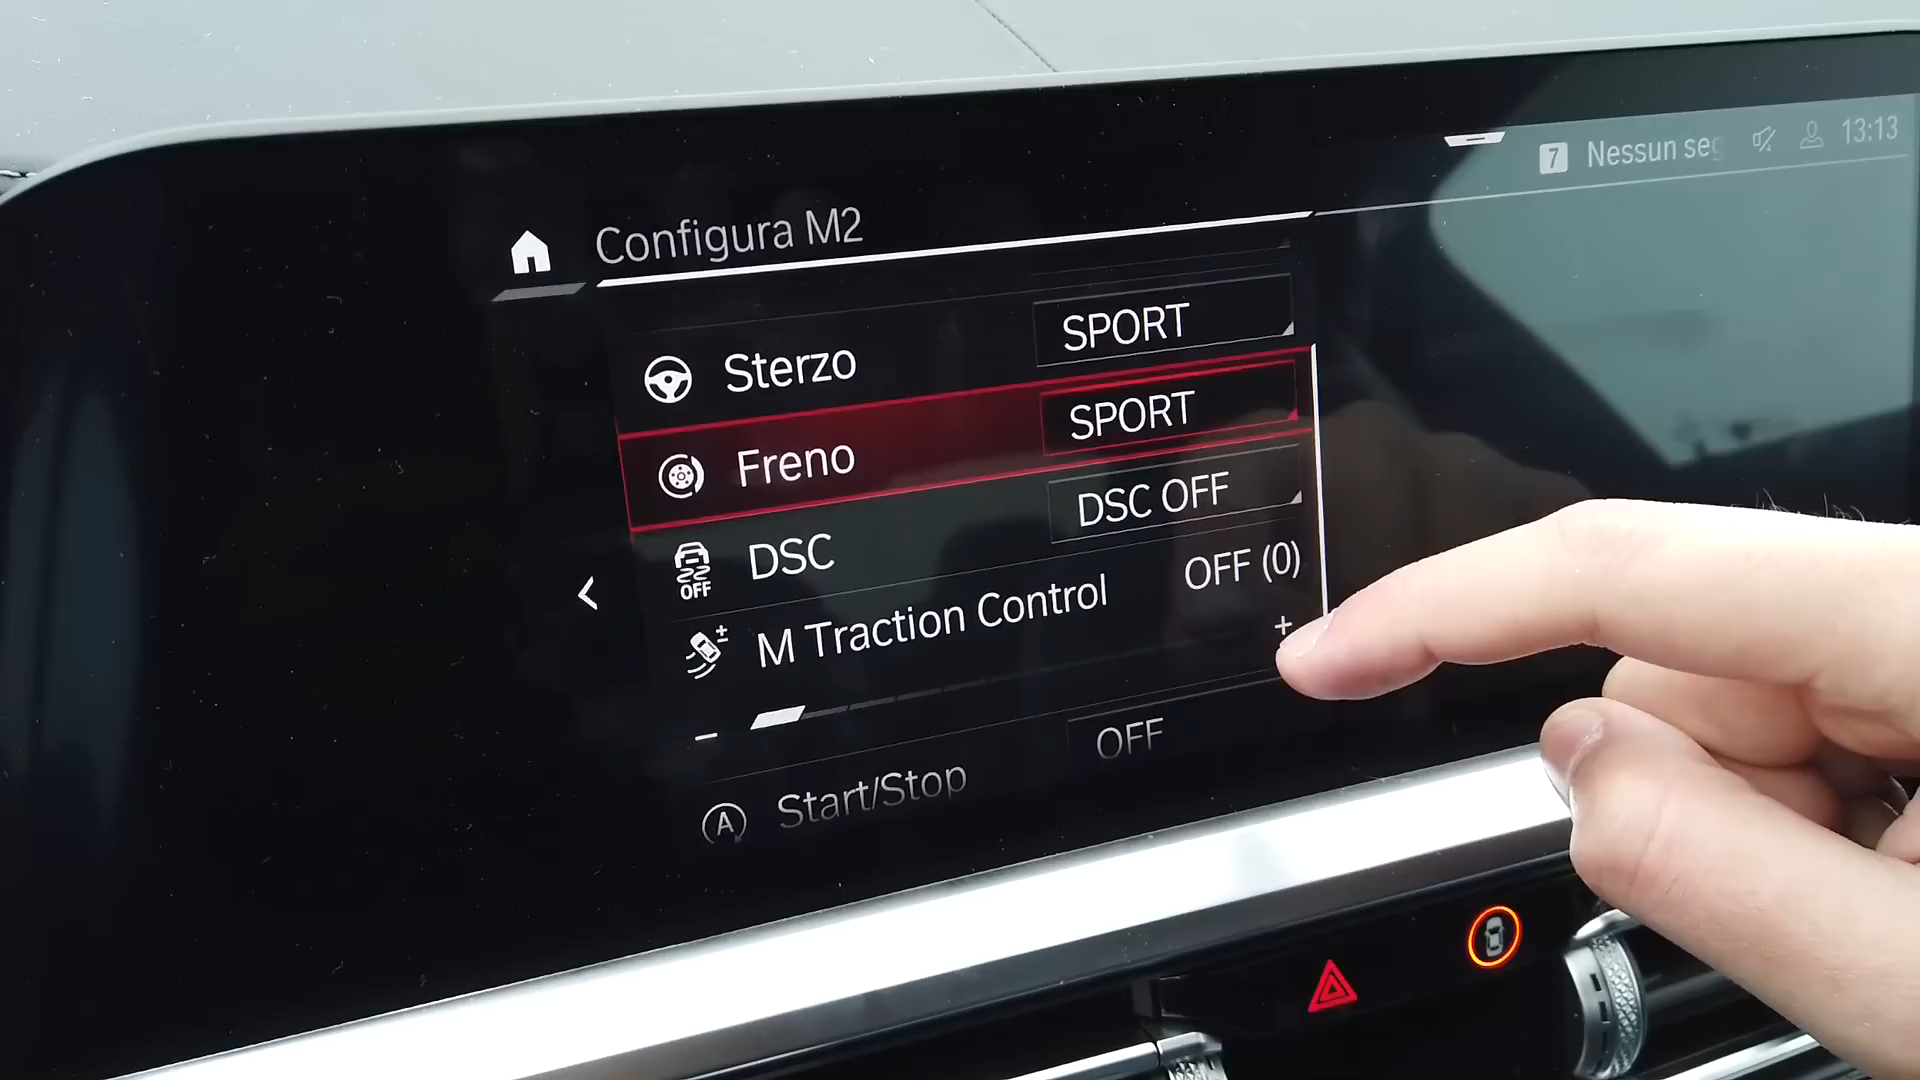 7 Nessun seg 13:13
Configura M2
Sterzo SPORT
Freno SPORT
DSC DSC OFF
OFF
M Traction Control OFF (0)
- +
A Start/Stop OFF